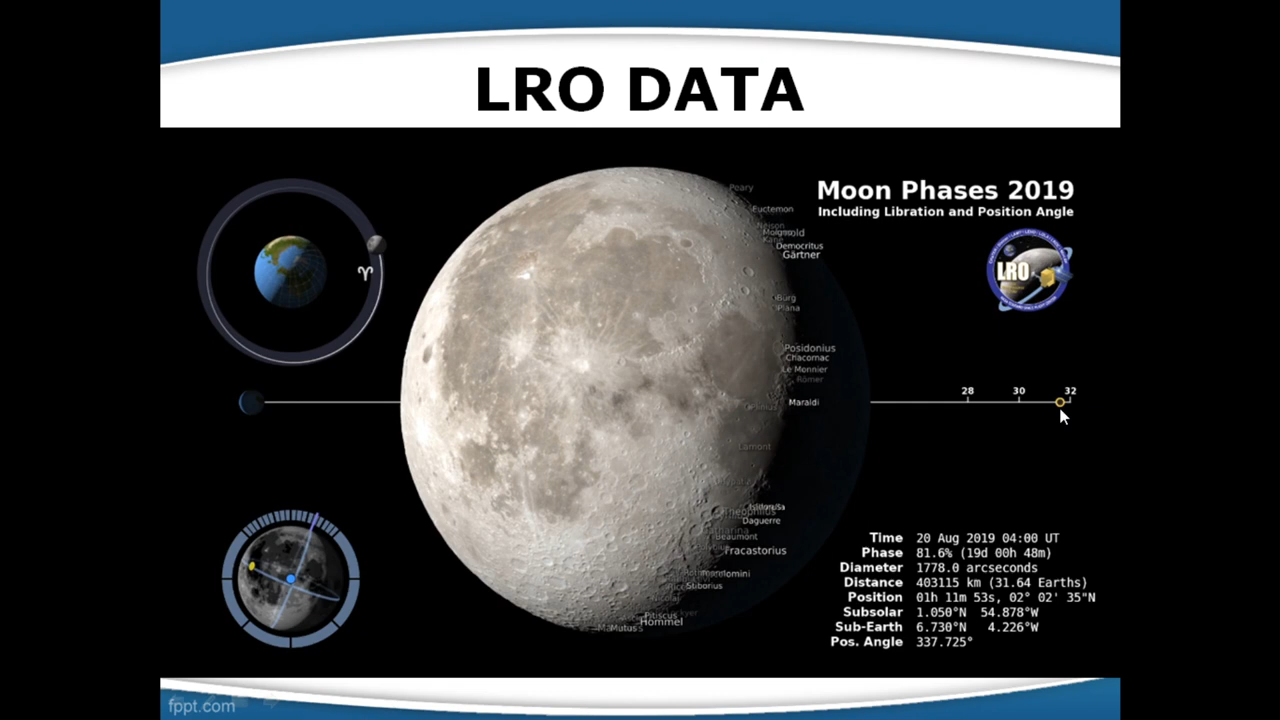 LRO DATA
Moon Phases 2019
Including Libration and Position Angle
LRO
Peary
Euctemon
Democritus
Gärtner
Burg
Plana
Posidonius
Chacornac
Le Monnier
Römer
28 30 32
Maraldi
Plinius
Lamont
Theophilus
Daguerre
Beaumont
Fracastorius
Stiborius
Pitiscus
Hommel
Mutus
Time 20 Aug 2019 04:00 UT
Phase 81.6% (19d 00h 48m)
Diameter 1778.0 arcseconds
Distance 403115 km (31.64 Earths)
Position 01h 11m 53s, 02° 02' 35"N
Subsolar 1.050°N 54.878°W
Sub-Earth 6.730°N 4.226°W
Pos. Angle 337.725°
fppt.com